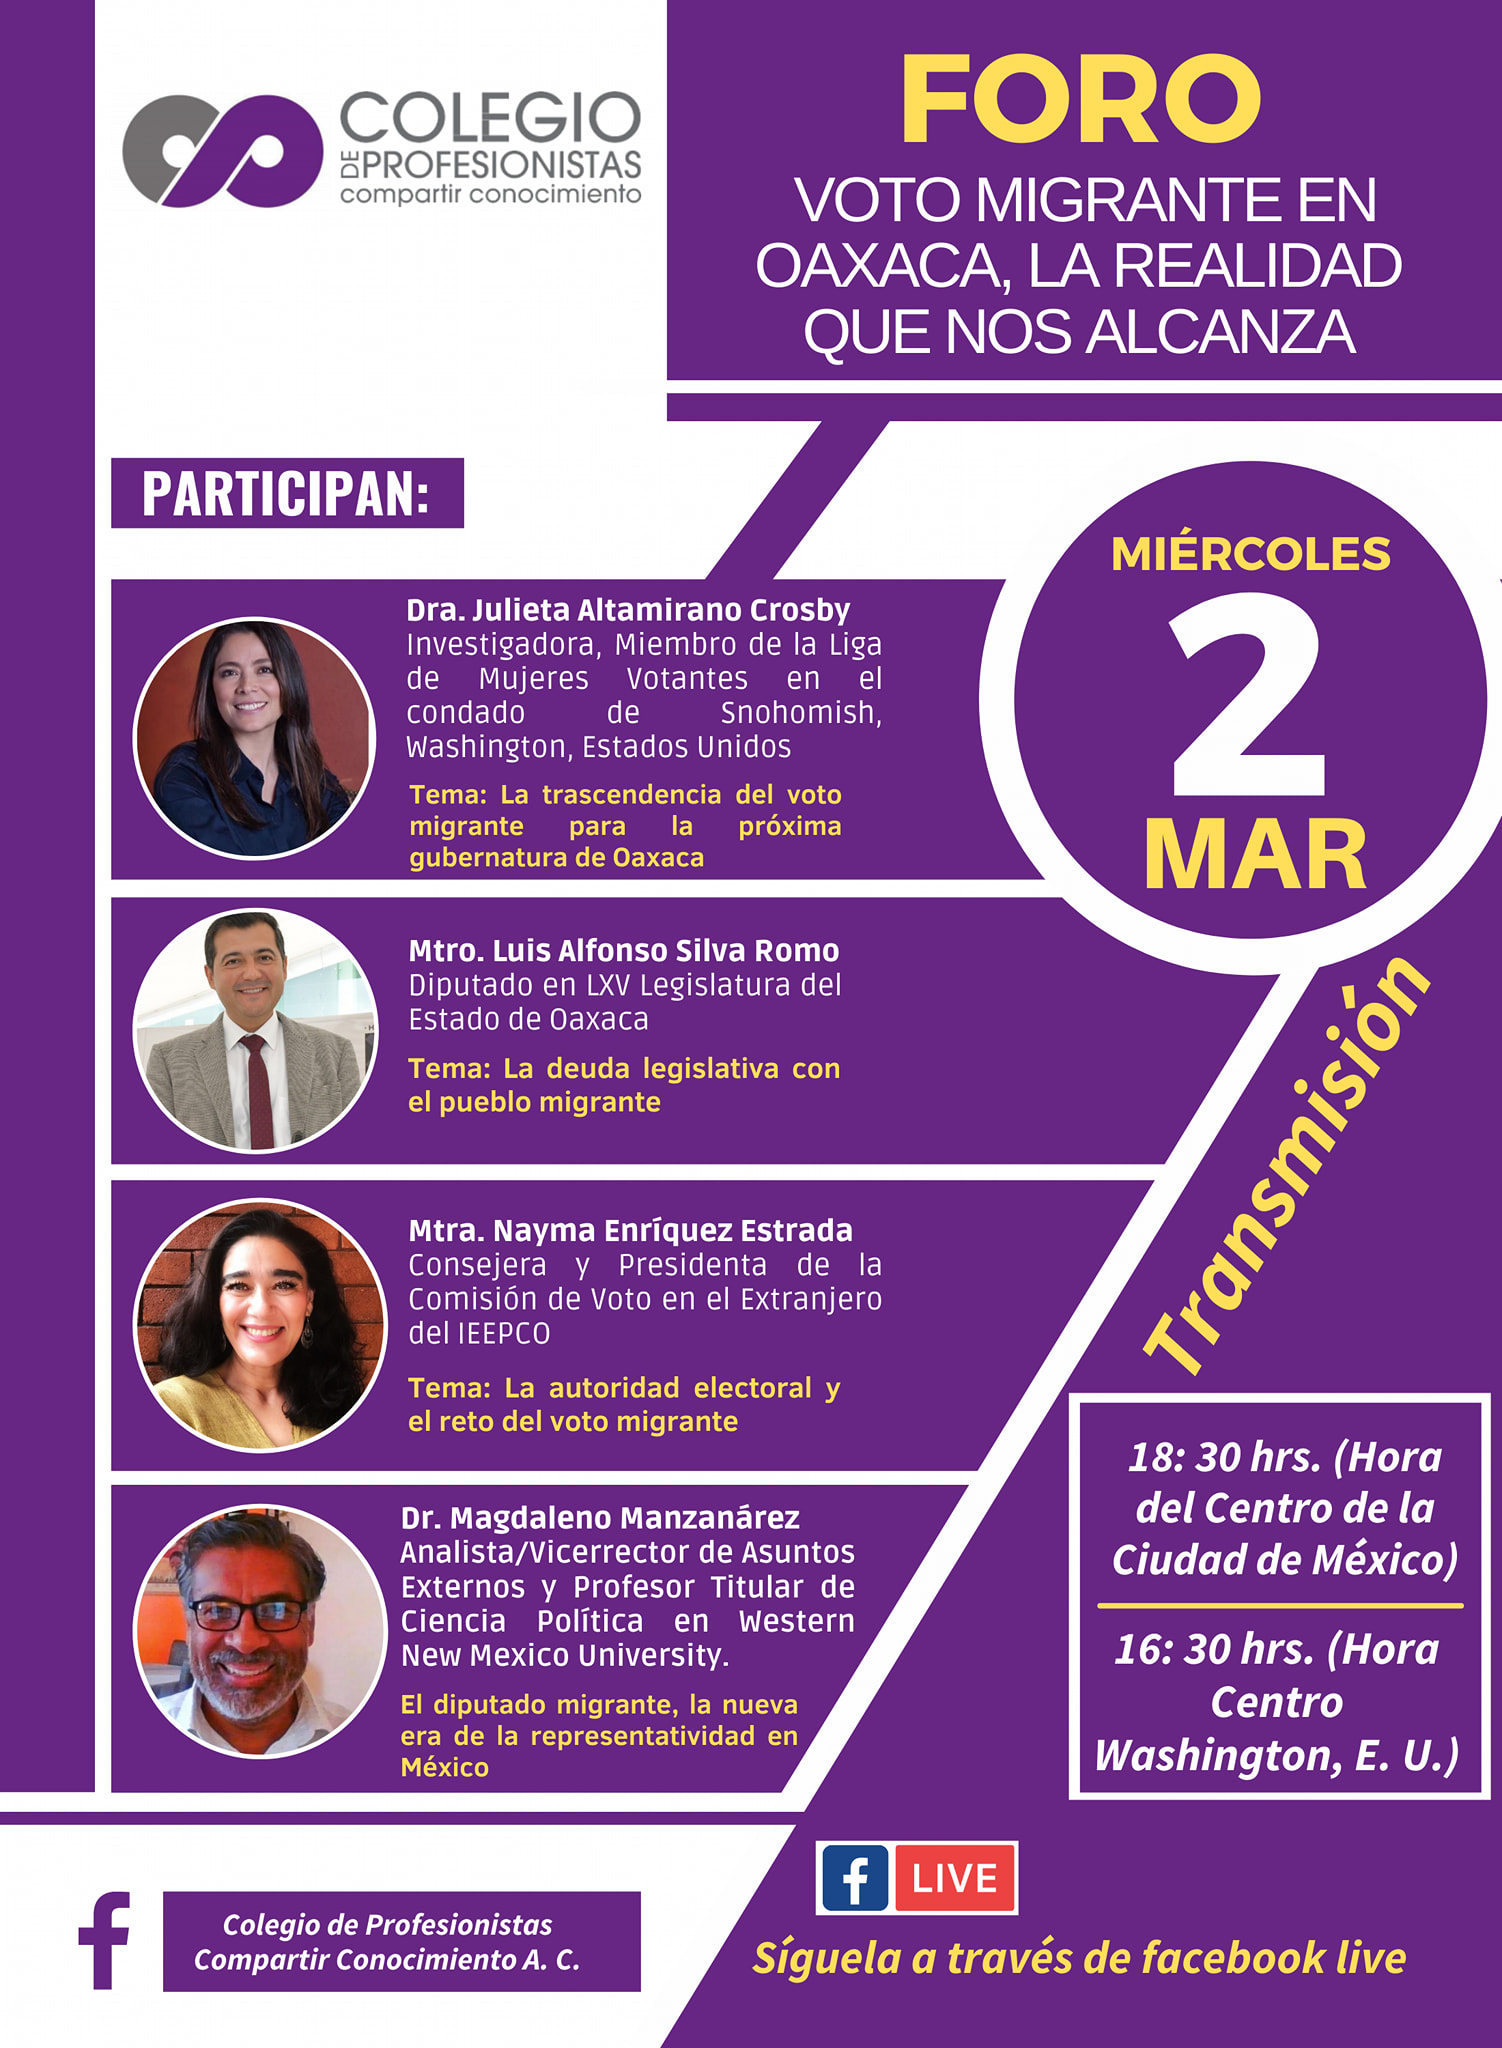 COLEGIO
DE PROFESIONISTAS
compartir conocimiento
FORO
VOTO MIGRANTE EN
OAXACA, LA REALIDAD
QUE NOS ALCANZA
PARTICIPAN:
MIÉRCOLES
2
MAR
Dra. Julieta Altamirano Crosby
Investigadora, Miembro de la Liga
de Mujeres Votantes en el
condado de Snohomish,
Washington, Estados Unidos
Tema: La trascendencia del voto
migrante para la próxima
gubernatura de Oaxaca
Mtro. Luis Alfonso Silva Romo
Diputado en LXV Legislatura del
Estado de Oaxaca
Tema: La deuda legislativa con
el pueblo migrante
Mtra. Nayma Enríquez Estrada
Consejera y Presidenta de la
Comisión de Voto en el Extranjero
del IEEPCO
Tema: La autoridad electoral y
el reto del voto migrante
Dr. Magdaleno Manzanárez
Analista/Vicerrector de Asuntos
Externos y Profesor Titular de
Ciencia Política en Western
New Mexico University.
El diputado migrante, la nueva
era de la representatividad en
México
Transmisión
18: 30 hrs. (Hora
del Centro de la
Ciudad de México)
16: 30 hrs. (Hora
Centro
Washington, E. U.)
f LIVE
Síguela a través de facebook live
f
Colegio de Profesionistas
Compartir Conocimiento A. C.